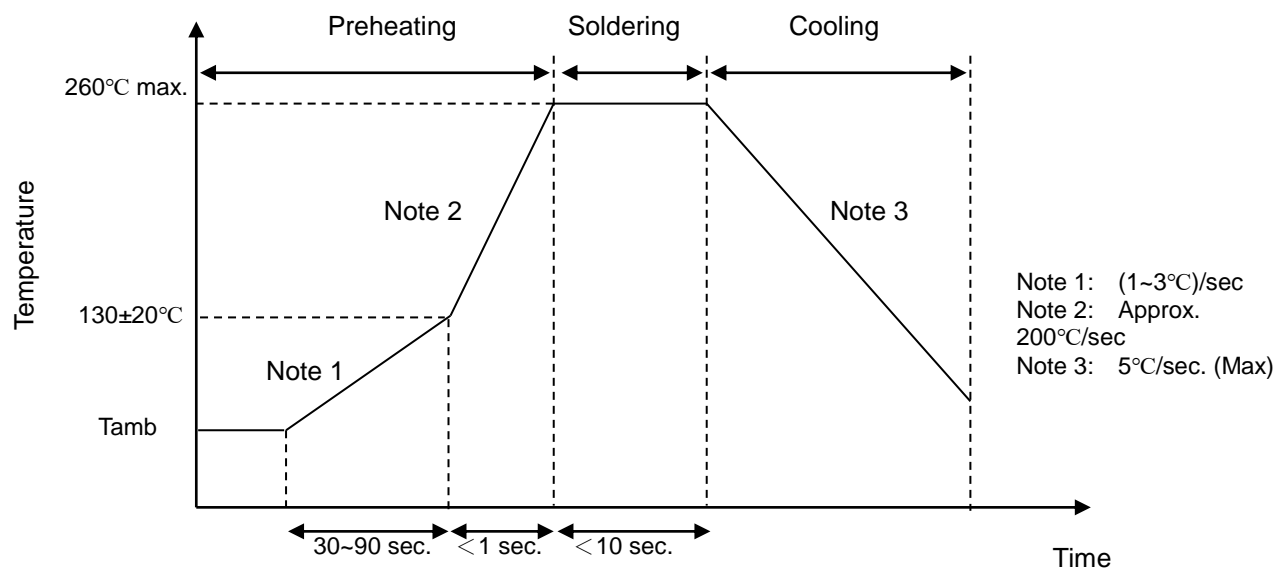 Preheating
Soldering
Cooling
260℃ max.
Temperature
Note 2
Note 3
130±20℃
Note 1
Tamb
Note 1: (1~3℃)/sec
Note 2: Approx.
200℃/sec
Note 3: 5℃/sec. (Max)
30~90 sec.
＜1 sec.
＜10 sec.
Time